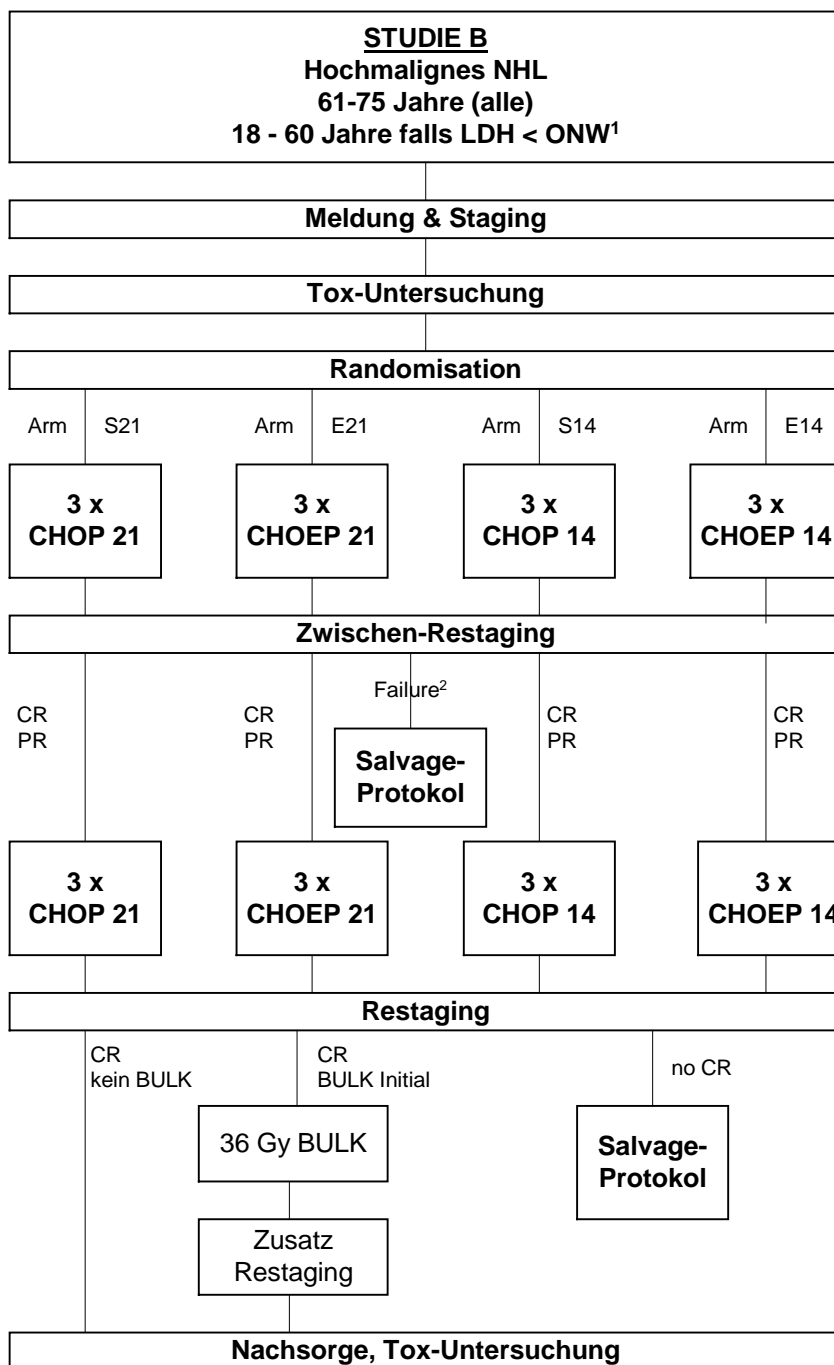 STUDIE B
Hochmalignes NHL
61-75 Jahre (alle)
18 - 60 Jahre falls LDH < ONW¹
Meldung & Staging
Tox-Untersuchung
Randomisation
Arm S21 Arm E21 Arm S14 Arm E14
3 x
CHOP 21
3 x
CHOEP 21
3 x
CHOP 14
3 x
CHOEP 14
Zwischen-Restaging
CR
PR
CR
PR
Failure²
Salvage-
Protokol
CR
PR
CR
PR
3 x
CHOP 21
3 x
CHOEP 21
3 x
CHOP 14
3 x
CHOEP 14
Restaging
CR
kein BULK
CR
BULK Initial
no CR
36 Gy BULK
Salvage-
Protokol
Zusatz
Restaging
Nachsorge, Tox-Untersuchung